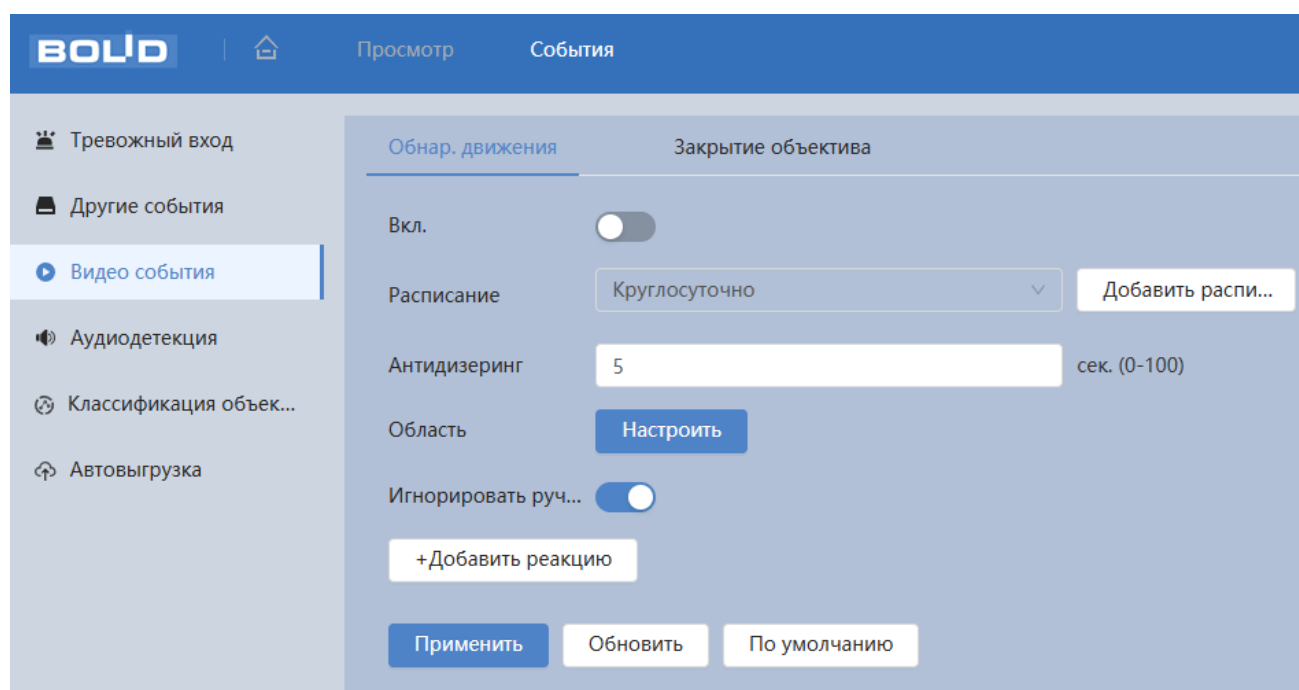 BOLID
Просмотр
События
Тревожный вход
Другие события
Видео события
Аудиодетекция
Классификация объек...
Автовыгрузка
Обнар. движения
Закрытие объектива
Вкл.
Расписание
Круглосуточно
Добавить распи...
Антидизеринг
5
сек. (0-100)
Область
Настроить
Игнорировать руч...
+Добавить реакцию
Применить
Обновить
По умолчанию